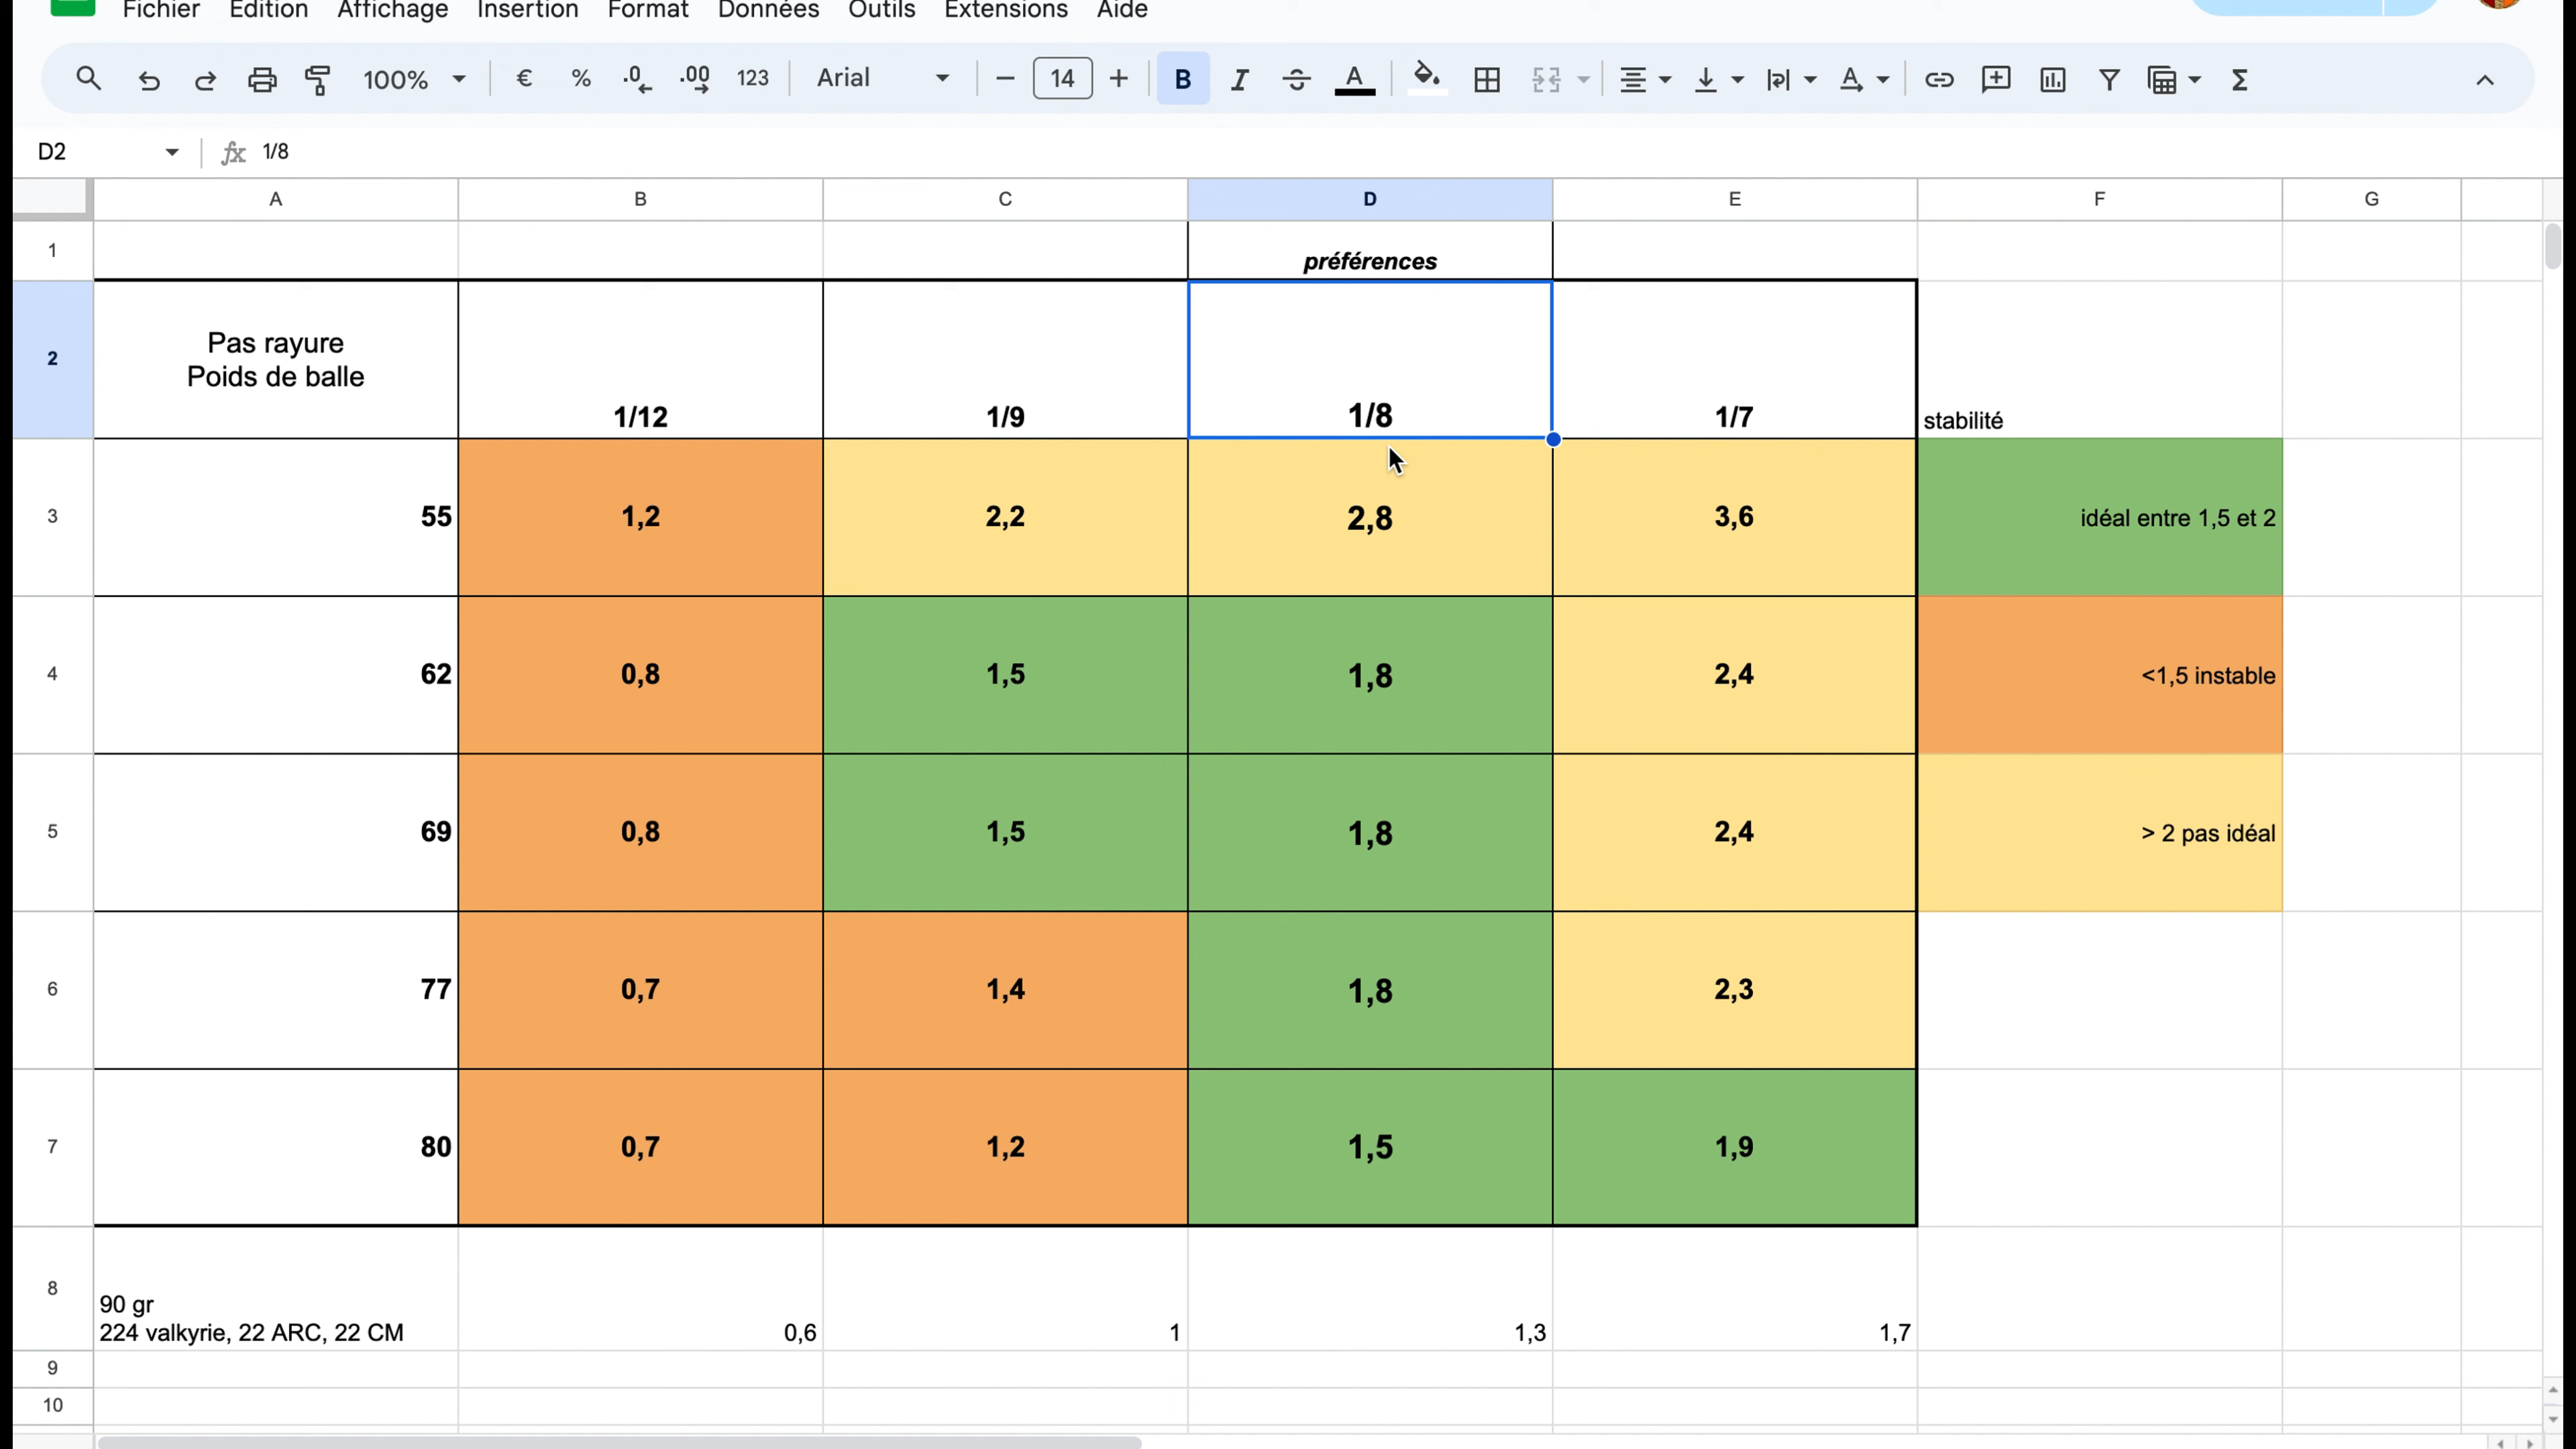 Fichier Édition Affichage Insertion Format Données Outils Extensions Aide
100% € % .0 .00 123 Arial 14 B I A Σ
D2 fx 1/8
A B C D E F G
1 préférences
2 Pas rayure
Poids de balle
1/12 1/9 1/8 1/7 stabilité
3 55 1,2 2,2 2,8 3,6 idéal entre 1,5 et 2
4 62 0,8 1,5 1,8 2,4 <1,5 instable
5 69 0,8 1,5 1,8 2,4 > 2 pas idéal
6 77 0,7 1,4 1,8 2,3
7 80 0,7 1,2 1,5 1,9
8 90 gr
224 valkyrie, 22 ARC, 22 CM 0,6 1 1,3 1,7
9
10